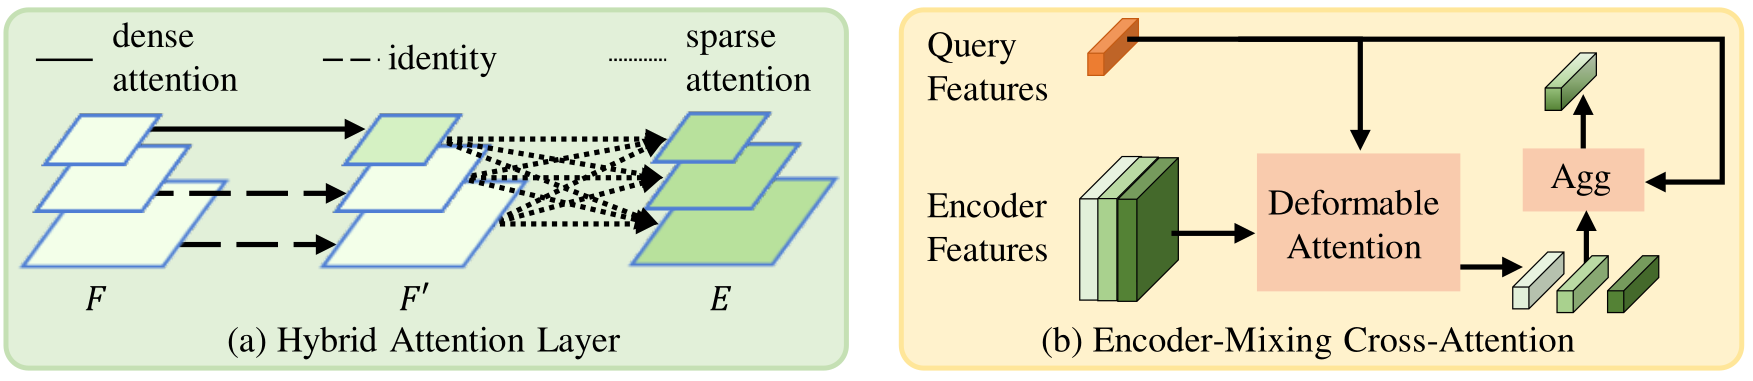 dense
attention
identity
sparse
attention
F
F′
E
(a) Hybrid Attention Layer
Query
Features
Encoder
Features
Deformable
Attention
Agg
(b) Encoder-Mixing Cross-Attention